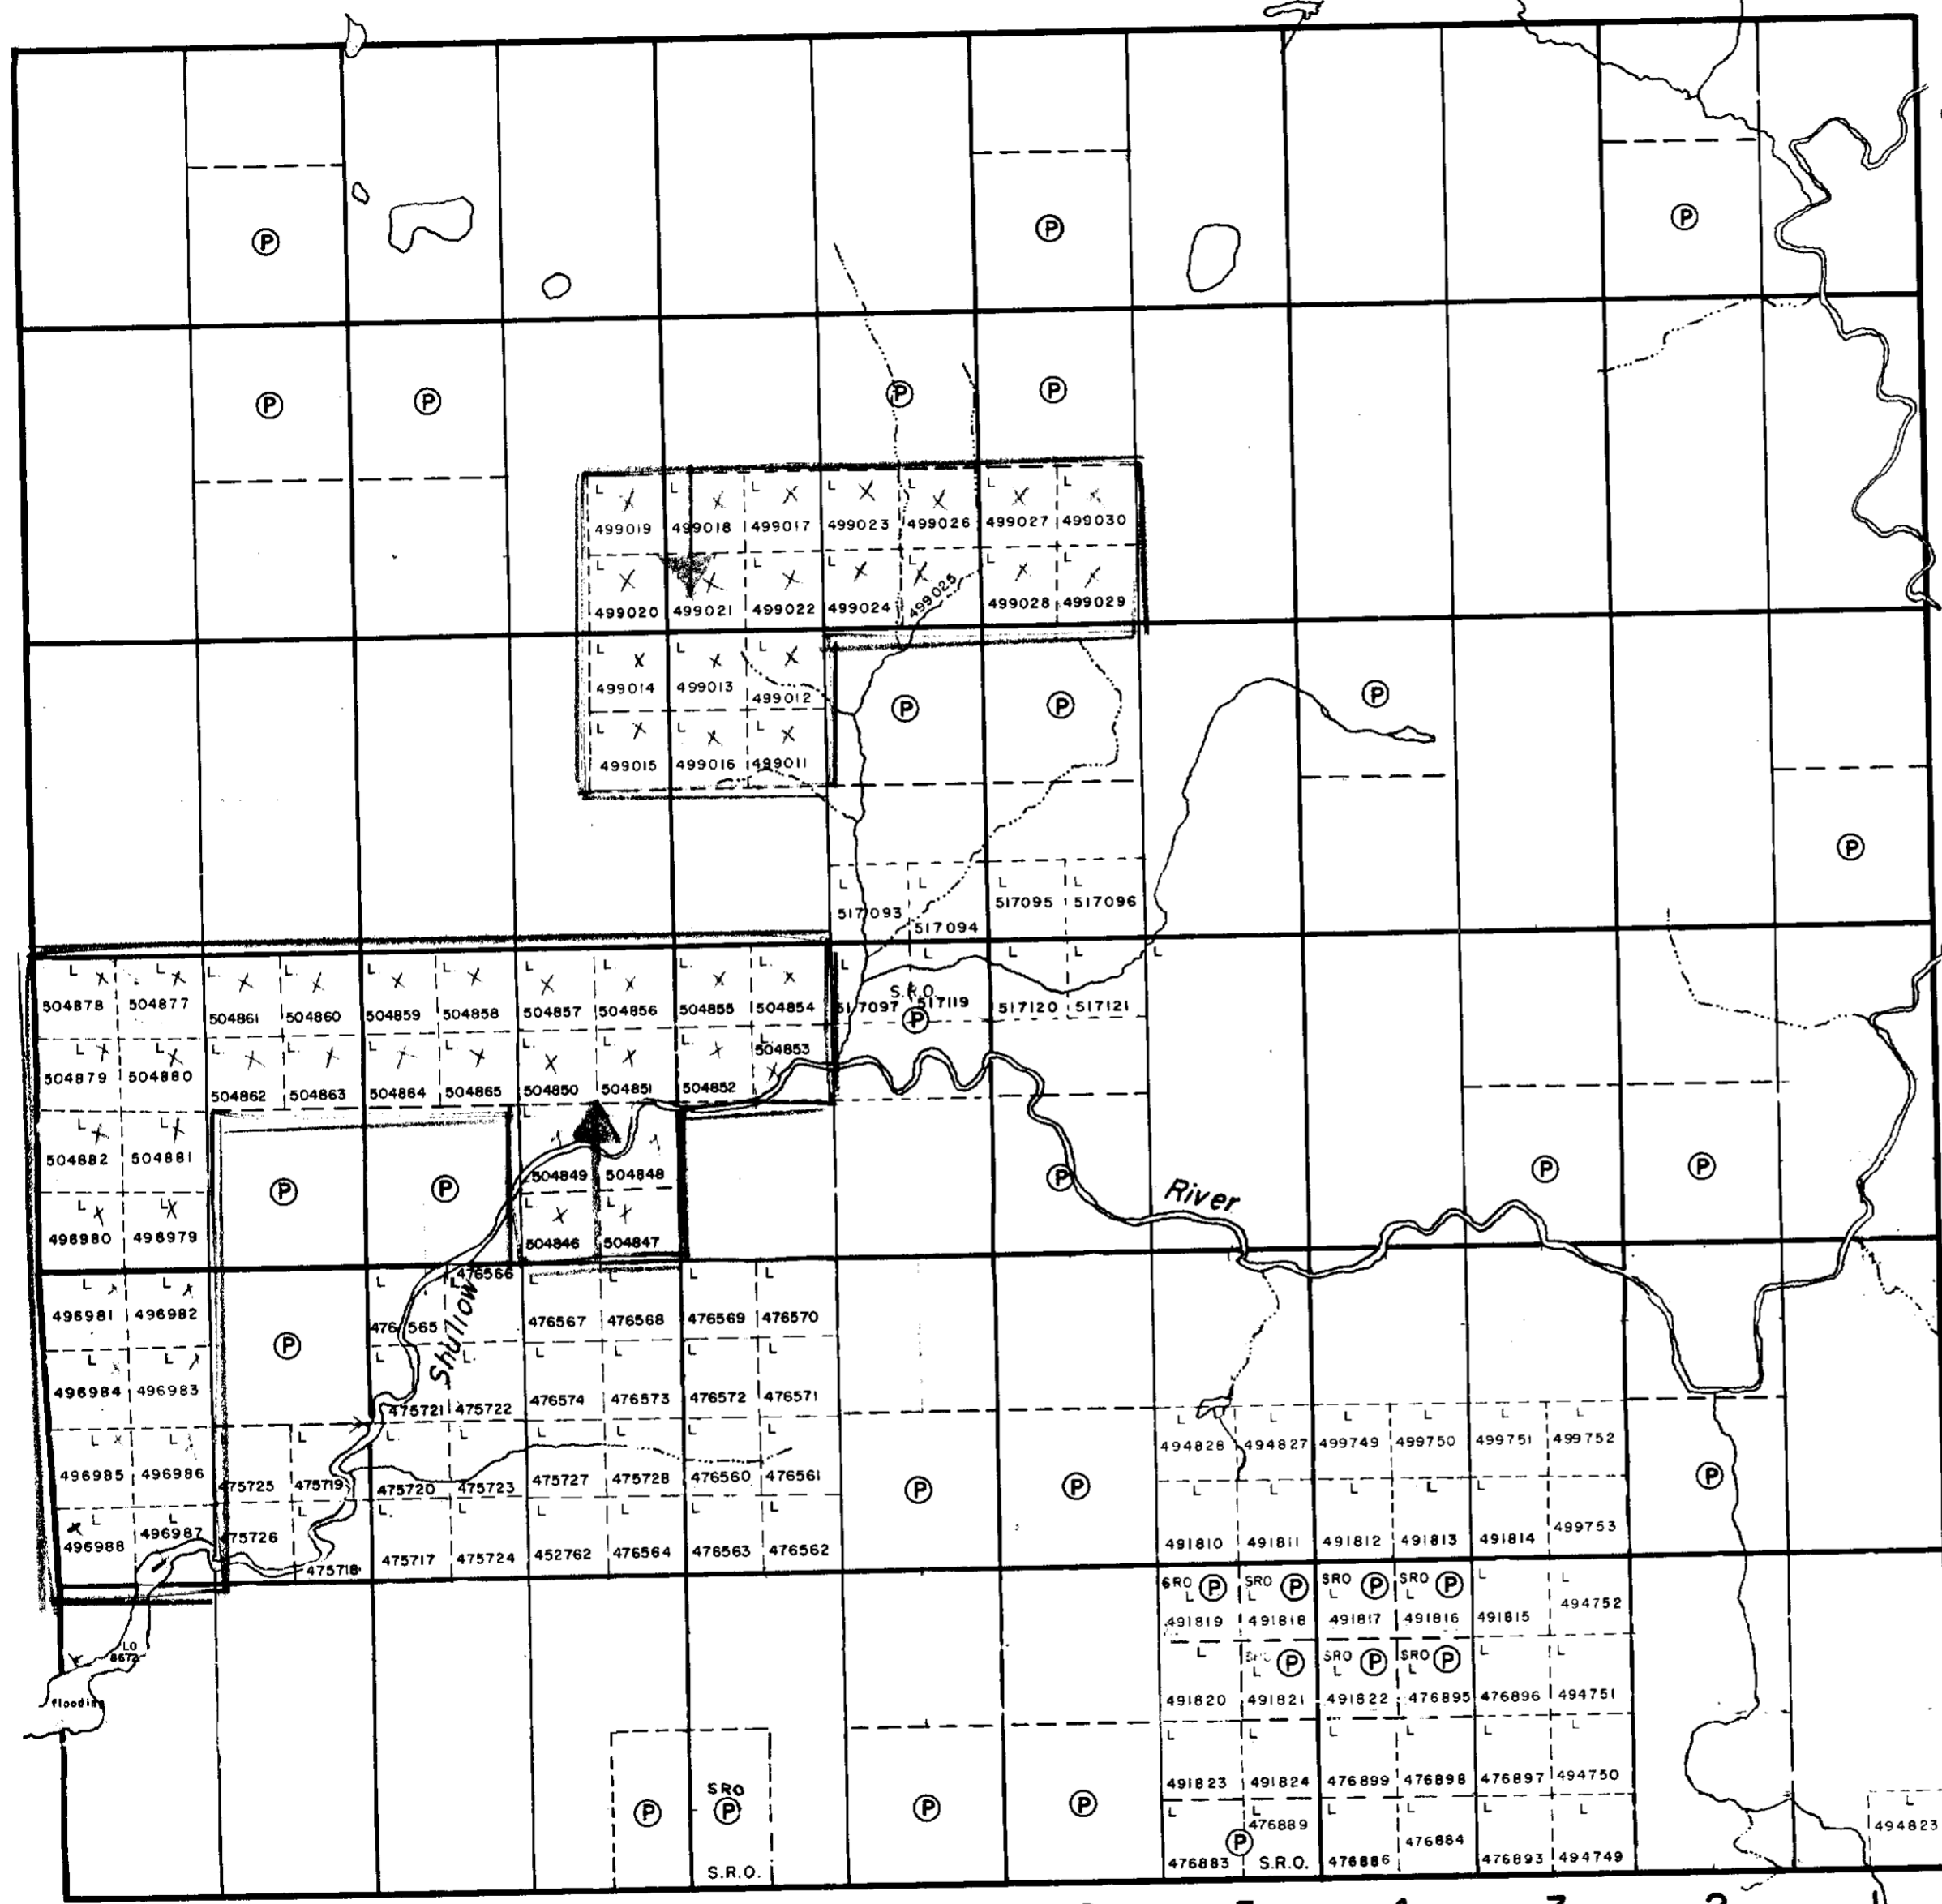 P P P
P P P P
L L L L L L L
499019 499018 499017 499023 499026 499027 499030
L L L L L L
499020 499021 499022 499024 499025 499028 499029
L L L
499014 499013 499012
P P P
L L L
499015 499016 499011
P
L L L L
517093 517094 517095 517096
L L L L L L L L L L L L L L L
504878 504877 504861 504860 504859 504858 504857 504856 504855 504854 517097 517119 517120 517121
S.R.O.
P
L L L L L L L L L L
504879 504880 504862 504863 504864 504865 504850 504851 504852 504853
L L L
504882 504881 504849 504848
P P P P P
River
L L L L
496980 496979 504846 504847
L L L L L L L L
496981 496982 476565 476566 476567 476568 476569 476570
P
Shullow
L L L L L L L L
496984 496983 475721 475722 476574 476573 476572 476571
L L L L L L
494828 494827 499749 499750 499751 499752
L L L L L L L L L
496985 496986 475725 475719 475720 475723 475727 475728 476560 476561
P P P
L L L L L
491810 491811 491812 491813 491814 499753
L L L L L L L L
496988 496987 475726 475718 475717 475724 452762 476564 476563 476562
SRO P SRO P SRO P SRO P
L L L L L L
491819 491818 491817 491816 491815 494752
LO
8672
P SRO P SRO P
L L L L L L
491820 491821 491822 476895 476896 494751
flooding
L L L L L
491823 491824 476899 476898 476897 494750
SRO
P P P P
L L L L L L
476883 476889 476886 476884 476893 494749 494823
P
S.R.O. S.R.O.